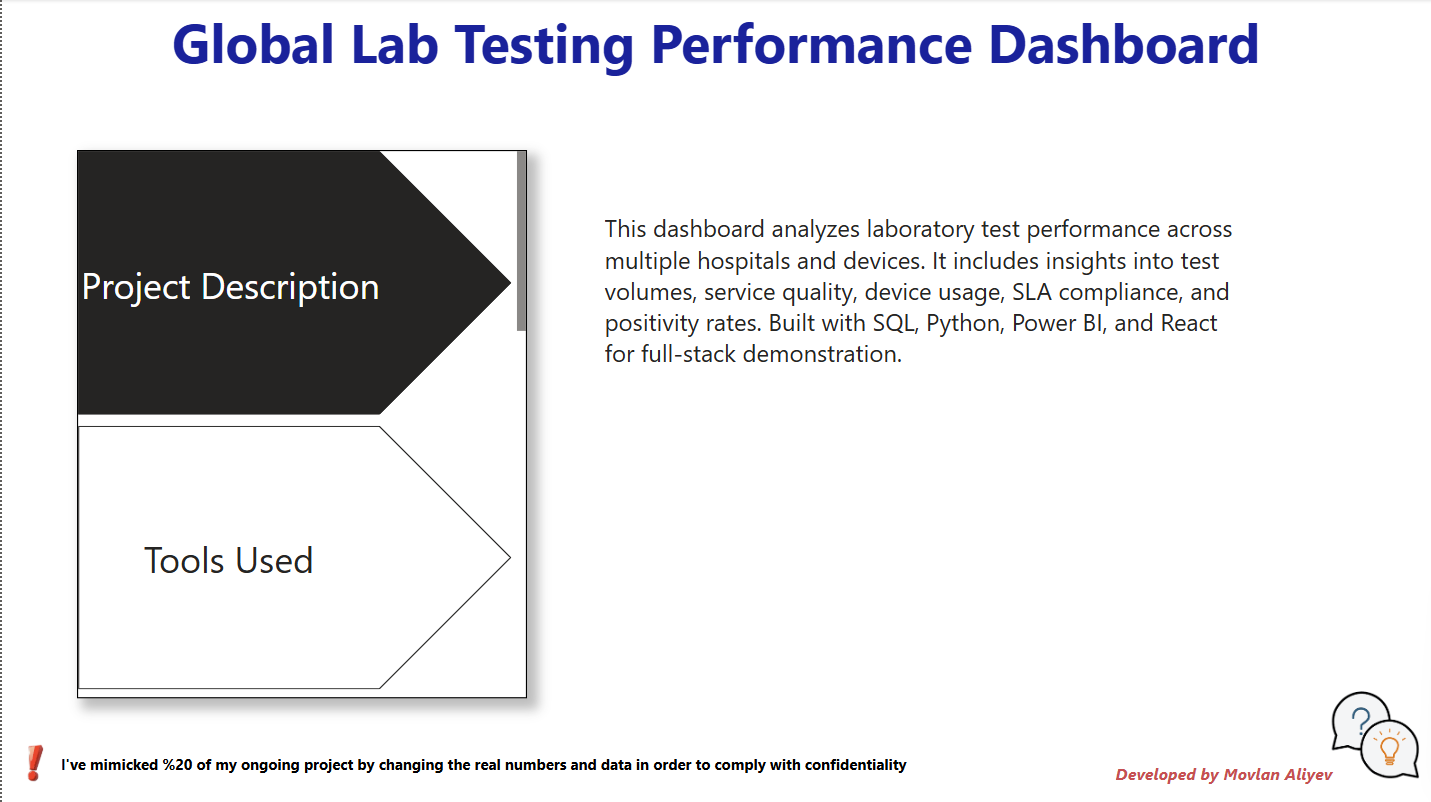 Global Lab Testing Performance Dashboard
Project Description
This dashboard analyzes laboratory test performance across
multiple hospitals and devices. It includes insights into test
volumes, service quality, device usage, SLA compliance, and
positivity rates. Built with SQL, Python, Power BI, and React
for full-stack demonstration.
Tools Used
I've mimicked %20 of my ongoing project by changing the real numbers and data in order to comply with confidentiality
Developed by Movlan Aliyev